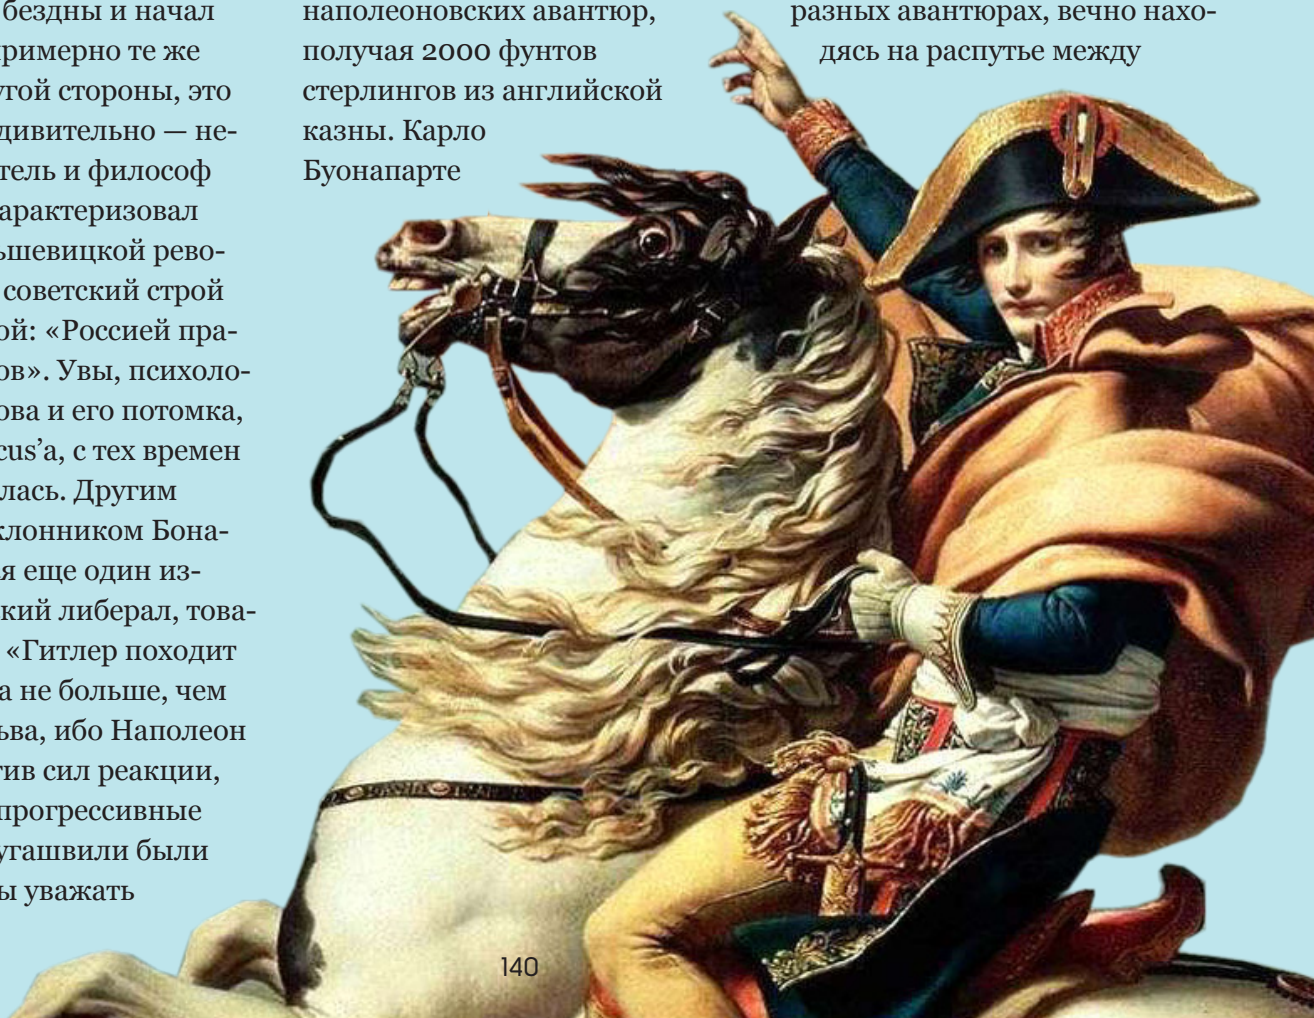 бездны и начал
римерно те же
угой стороны, это
дивительно — не-
тель и философ
арактеризовал
ьшевицкой рево-
советский строй
ой: «Россией пра-
ов». Увы, психоло-
ова и его потомка,
cus’а, с тех времен
лась. Другим
клонником Бона-
я еще один из-
кий либерал, това-
«Гитлер походит
а не больше, чем
ьва, ибо Наполеон
тив сил реакции,
прогрессивные
угашвили были
ы уважать
наполеоновских авантюр,
получая 2000 фунтов
стерлингов из английской
казны. Карло
Буонапарте
разных авантюрах, вечно нахо-
дясь на распутье между
140